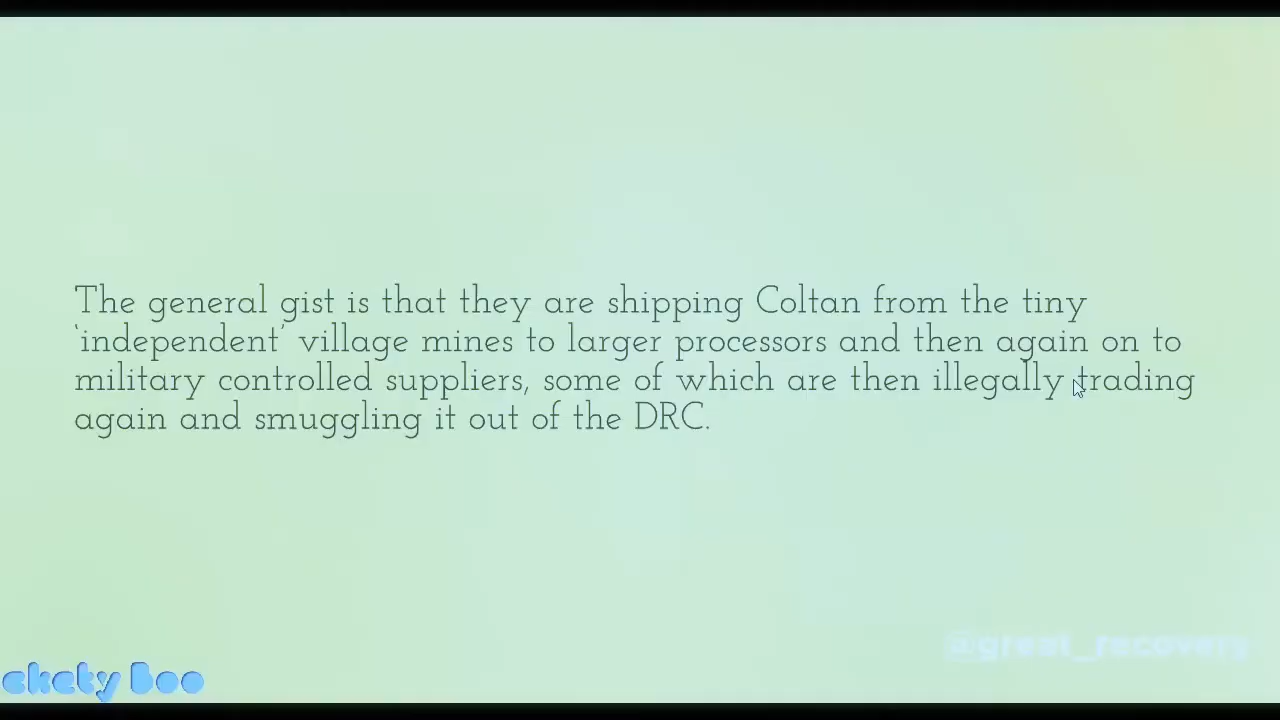 The general gist is that they are shipping Coltan from the tiny
‘independent’ village mines to larger processors and then again on to
military controlled suppliers, some of which are then illegally trading
again and smuggling it out of the DRC.
@great_recovery
ckety Boo